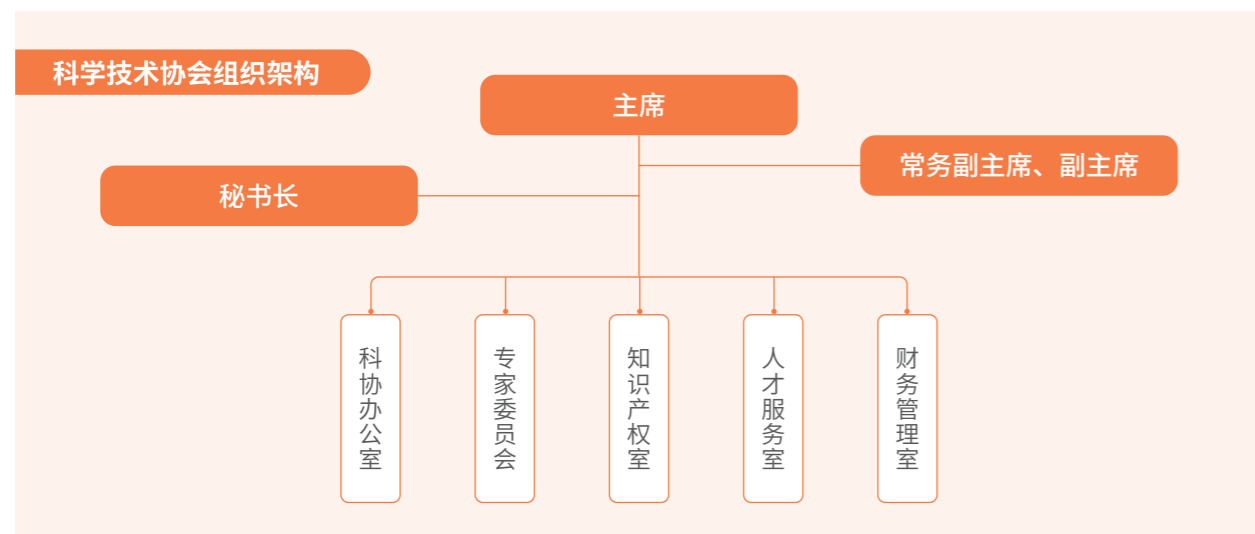 科学技术协会组织架构
主席
常务副主席、副主席
秘书长
科协办公室
专家委员会
知识产权室
人才服务室
财务管理室